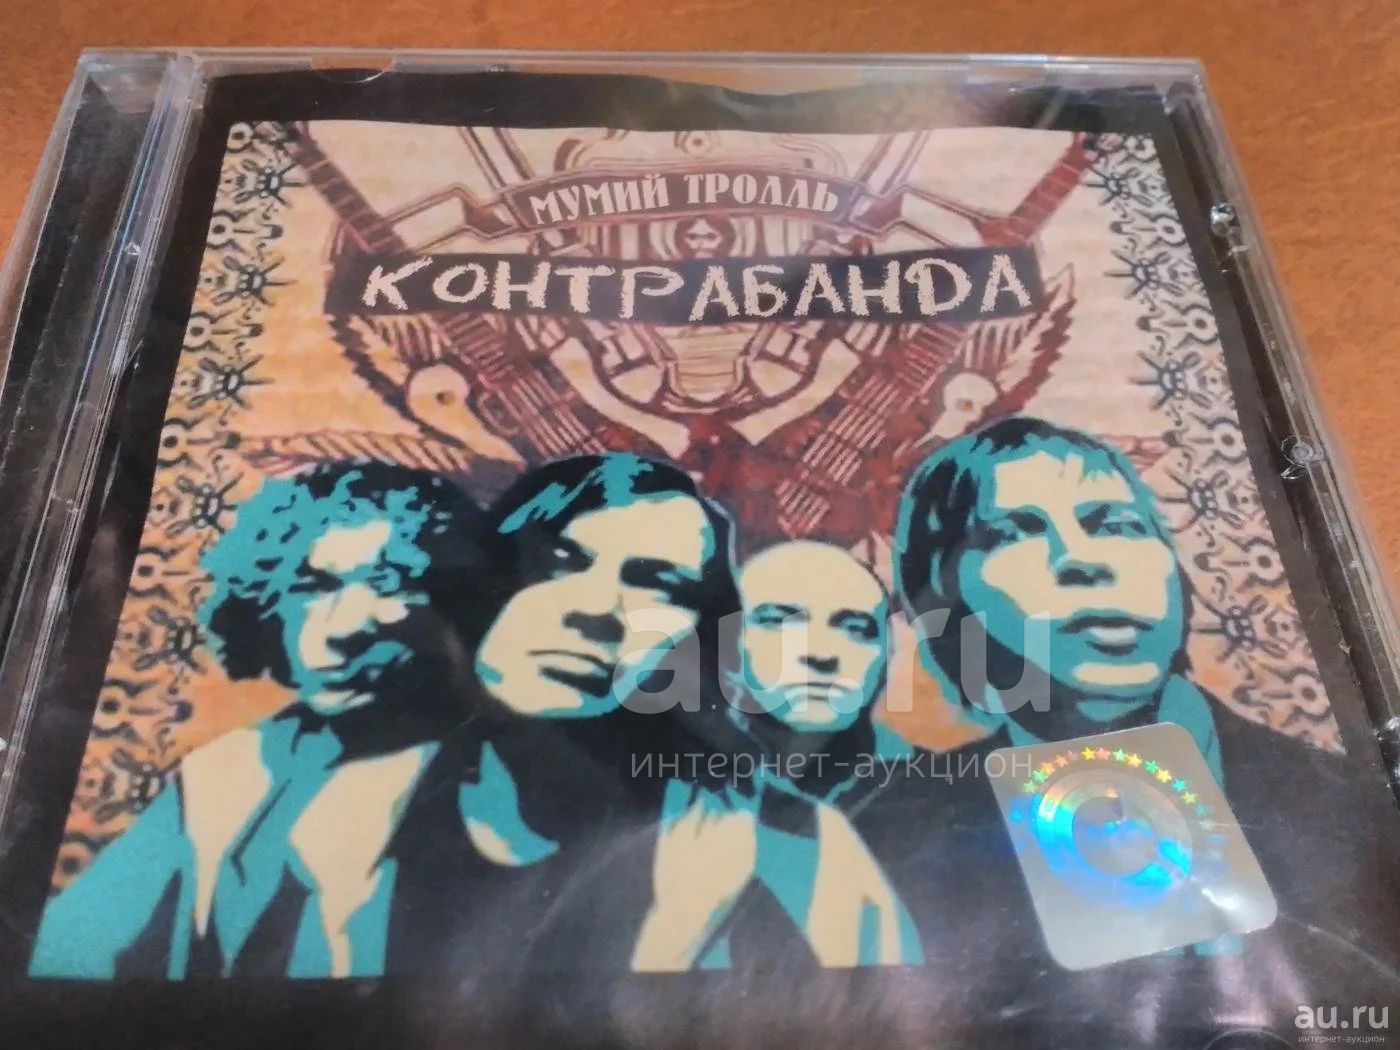 МУМИЙ ТРОЛЛЬ
КОНТРАБАНДА
au.ru
интернет-аукцион
au.ru
интернет-аукцион